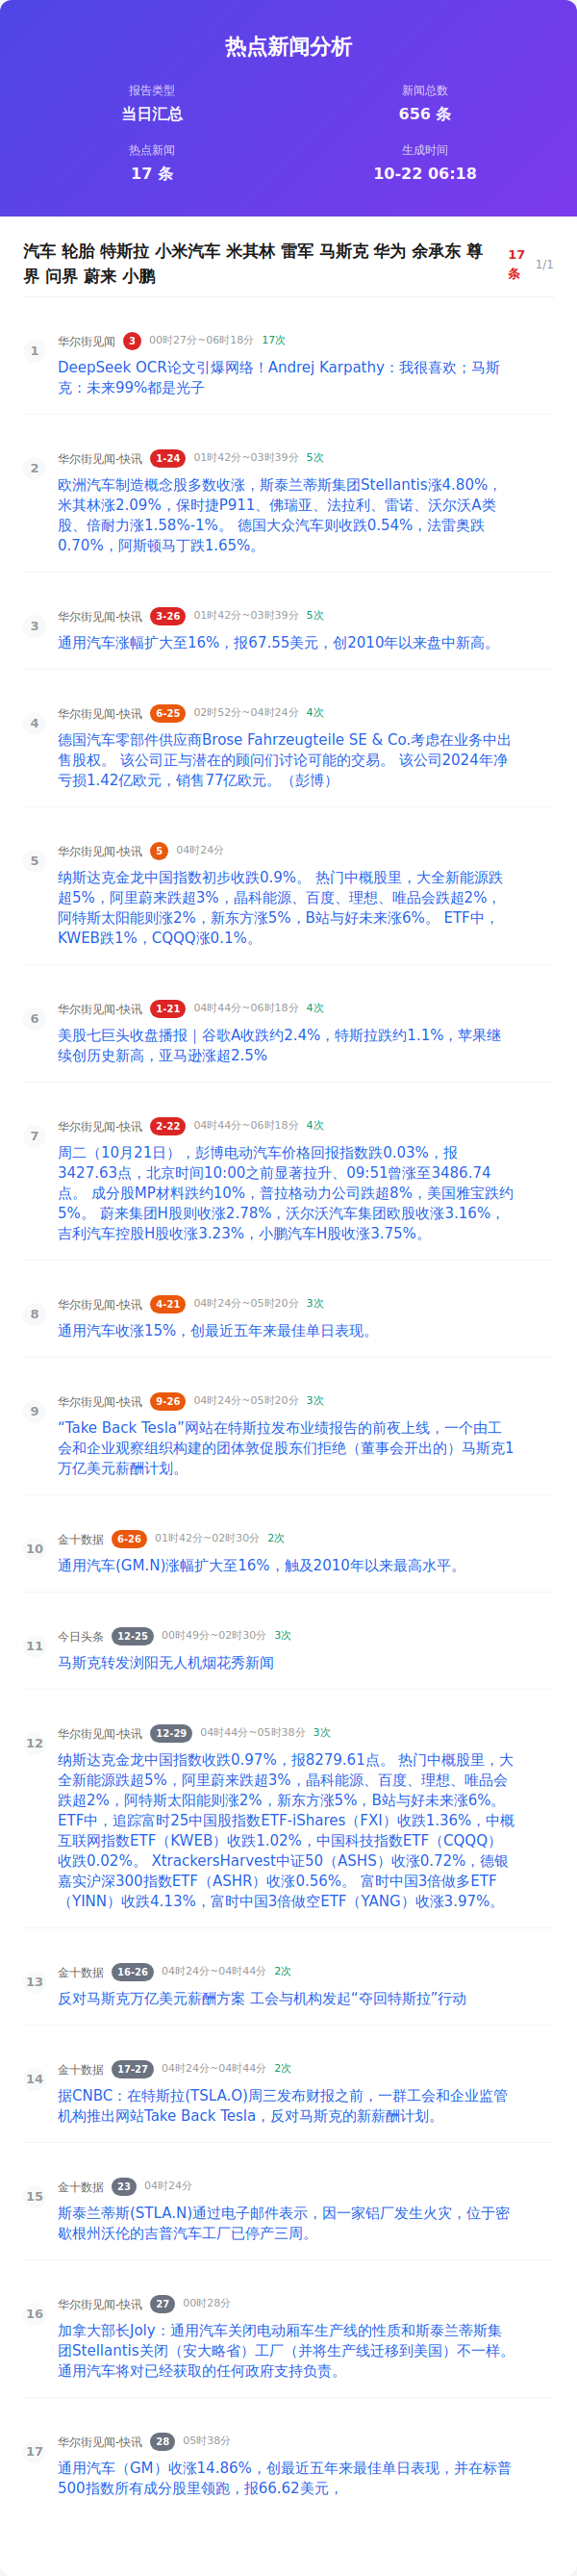 热点新闻分析
报告类型
当日汇总
新闻总数
656 条
热点新闻
17 条
生成时间
10-22 06:18
汽车 轮胎 特斯拉 小米汽车 米其林 雷军 马斯克 华为 余承东 尊
界 问界 蔚来 小鹏
17
条
1/1
1
华尔街见闻 3 00时27分~06时18分 17次
DeepSeek OCR论文引爆网络！Andrej Karpathy：我很喜欢；马斯
克：未来99%都是光子
2
华尔街见闻-快讯 1-24 01时42分~03时39分 5次
欧洲汽车制造概念股多数收涨，斯泰兰蒂斯集团Stellantis涨4.80%，
米其林涨2.09%，保时捷P911、佛瑞亚、法拉利、雷诺、沃尔沃A类
股、倍耐力涨1.58%-1%。 德国大众汽车则收跌0.54%，法雷奥跌
0.70%，阿斯顿马丁跌1.65%。
3
华尔街见闻-快讯 3-26 01时42分~03时39分 5次
通用汽车涨幅扩大至16%，报67.55美元，创2010年以来盘中新高。
4
华尔街见闻-快讯 6-25 02时52分~04时24分 4次
德国汽车零部件供应商Brose Fahrzeugteile SE & Co.考虑在业务中出
售股权。 该公司正与潜在的顾问们讨论可能的交易。 该公司2024年净
亏损1.42亿欧元，销售77亿欧元。（彭博）
5
华尔街见闻-快讯 5 04时24分
纳斯达克金龙中国指数初步收跌0.9%。 热门中概股里，大全新能源跌
超5%，阿里蔚来跌超3%，晶科能源、百度、理想、唯品会跌超2%，
阿特斯太阳能则涨2%，新东方涨5%，B站与好未来涨6%。 ETF中，
KWEB跌1%，CQQQ涨0.1%。
6
华尔街见闻-快讯 1-21 04时44分~06时18分 4次
美股七巨头收盘播报｜谷歌A收跌约2.4%，特斯拉跌约1.1%，苹果继
续创历史新高，亚马逊涨超2.5%
7
华尔街见闻-快讯 2-22 04时44分~06时18分 4次
周二（10月21日），彭博电动汽车价格回报指数跌0.03%，报
3427.63点，北京时间10:00之前显著拉升、09:51曾涨至3486.74
点。 成分股MP材料跌约10%，普拉格动力公司跌超8%，美国雅宝跌约
5%。 蔚来集团H股则收涨2.78%，沃尔沃汽车集团欧股收涨3.16%，
吉利汽车控股H股收涨3.23%，小鹏汽车H股收涨3.75%。
8
华尔街见闻-快讯 4-21 04时24分~05时20分 3次
通用汽车收涨15%，创最近五年来最佳单日表现。
9
华尔街见闻-快讯 9-26 04时24分~05时20分 3次
“Take Back Tesla”网站在特斯拉发布业绩报告的前夜上线，一个由工
会和企业观察组织构建的团体敦促股东们拒绝（董事会开出的）马斯克1
万亿美元薪酬计划。
10
金十数据 6-26 01时42分~02时30分 2次
通用汽车(GM.N)涨幅扩大至16%，触及2010年以来最高水平。
11
今日头条 12-25 00时49分~02时30分 3次
马斯克转发浏阳无人机烟花秀新闻
12
华尔街见闻-快讯 12-29 04时44分~05时38分 3次
纳斯达克金龙中国指数收跌0.97%，报8279.61点。 热门中概股里，大
全新能源跌超5%，阿里蔚来跌超3%，晶科能源、百度、理想、唯品会
跌超2%，阿特斯太阳能则涨2%，新东方涨5%，B站与好未来涨6%。
ETF中，追踪富时25中国股指数ETF-iShares（FXI）收跌1.36%，中概
互联网指数ETF（KWEB）收跌1.02%，中国科技指数ETF（CQQQ）
收跌0.02%。 XtrackersHarvest中证50（ASHS）收涨0.72%，德银
嘉实沪深300指数ETF（ASHR）收涨0.56%。 富时中国3倍做多ETF
（YINN）收跌4.13%，富时中国3倍做空ETF（YANG）收涨3.97%。
13
金十数据 16-26 04时24分~04时44分 2次
反对马斯克万亿美元薪酬方案 工会与机构发起“夺回特斯拉”行动
14
金十数据 17-27 04时24分~04时44分 2次
据CNBC：在特斯拉(TSLA.O)周三发布财报之前，一群工会和企业监管
机构推出网站Take Back Tesla，反对马斯克的新薪酬计划。
15
金十数据 23 04时24分
斯泰兰蒂斯(STLA.N)通过电子邮件表示，因一家铝厂发生火灾，位于密
歇根州沃伦的吉普汽车工厂已停产三周。
16
华尔街见闻-快讯 27 00时28分
加拿大部长Joly：通用汽车关闭电动厢车生产线的性质和斯泰兰蒂斯集
团Stellantis关闭（安大略省）工厂（并将生产线迁移到美国）不一样。
通用汽车将对已经获取的任何政府支持负责。
17
华尔街见闻-快讯 28 05时38分
通用汽车（GM）收涨14.86%，创最近五年来最佳单日表现，并在标普
500指数所有成分股里领跑，报66.62美元，